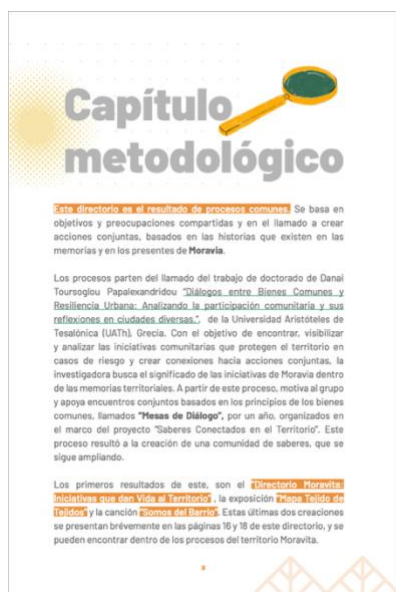 Capítulo
metodológico
Este directorio es el resultado de procesos comunes. Se basa en
objetivos y preocupaciones compartidas y en el llamado a crear
acciones conjuntas, basados en las historias que existen en las
memorias y en los presentes de Moravia.
Los procesos parten del llamado del trabajo de doctorado de Danai
Toursoglou Papalexandridou “Diálogos entre Bienes Comunes y
Resiliencia Urbana: Analizando la participación comunitaria y sus
reflexiones en ciudades diversas.”, de la Universidad Aristóteles de
Tesalónica (UATh), Grecia. Con el objetivo de encontrar, visibilizar
y analizar las iniciativas comunitarias que protegen el territorio en
casos de riesgo y crear conexiones hacia acciones conjuntas, la
investigadora busca el significado de las iniciativas de Moravia dentro
de las memorias territoriales. A partir de este proceso, motiva al grupo
y apoya encuentros conjuntos basados en los principios de los bienes
comunes, llamados “Mesas de Diálogo”, por un año, organizados en
el marco del proyecto “Saberes Conectados en el Territorio”. Este
proceso resultó a la creación de una comunidad de saberes, que se
sigue ampliando.
Los primeros resultados de este, son el “Directorio Moravita:
Iniciativas que dan Vida al Territorio” , la exposición “Mapa Tejido de
Tejidos” y la canción “Somos del Barrio”. Estas últimas dos creaciones
se presentan brévemente en las páginas 16 y 18 de este directorio, y se
pueden encontrar dentro de los procesos del territorio Moravita.